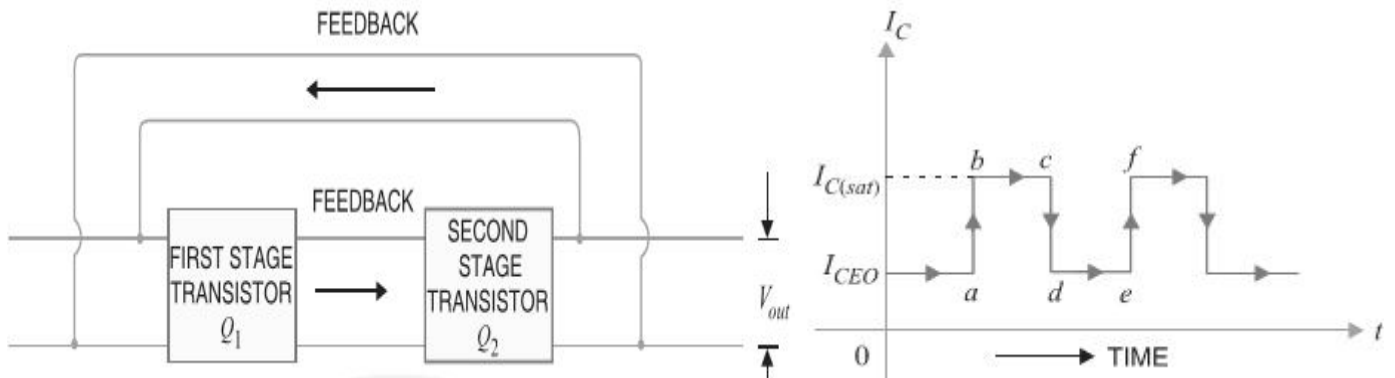 FEEDBACK
FEEDBACK
FIRST STAGE
TRANSISTOR
Q1
SECOND
STAGE
TRANSISTOR
Q2
Vout
IC
IC(sat)
ICEO
b
c
f
a
d
e
0
TIME
t